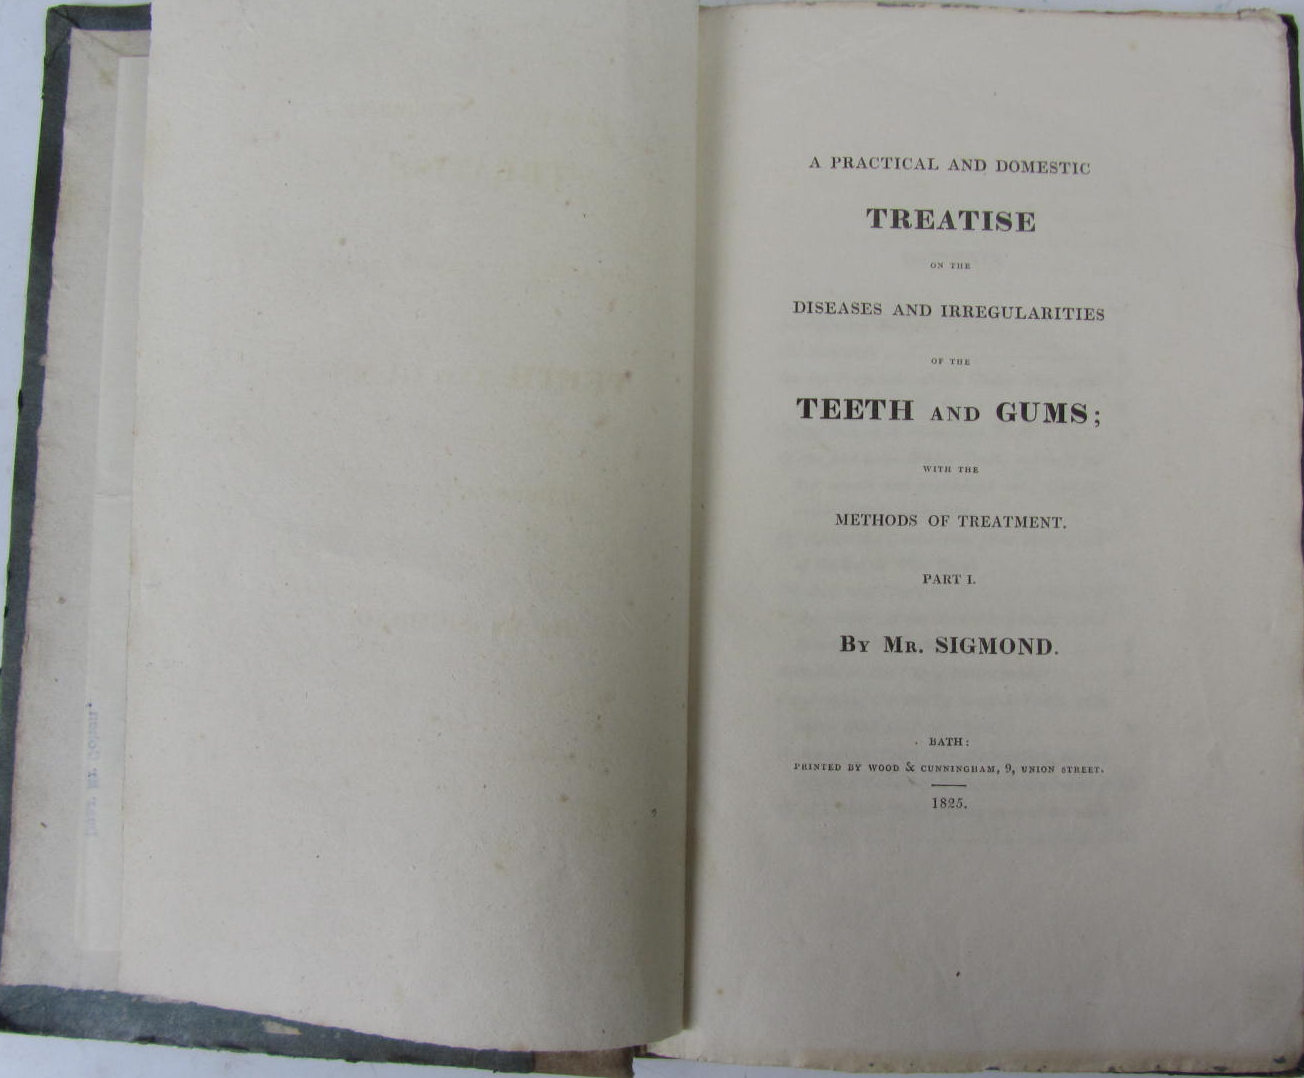 A PRACTICAL AND DOMESTIC
TREATISE
ON THE
DISEASES AND IRREGULARITIES
OF THE
TEETH AND GUMS;
WITH THE
METHODS OF TREATMENT.
PART I.
BY MR. SIGMOND.
BATH:
PRINTED BY WOOD & CUNNINGHAM, 9, UNION STREET.
1825.